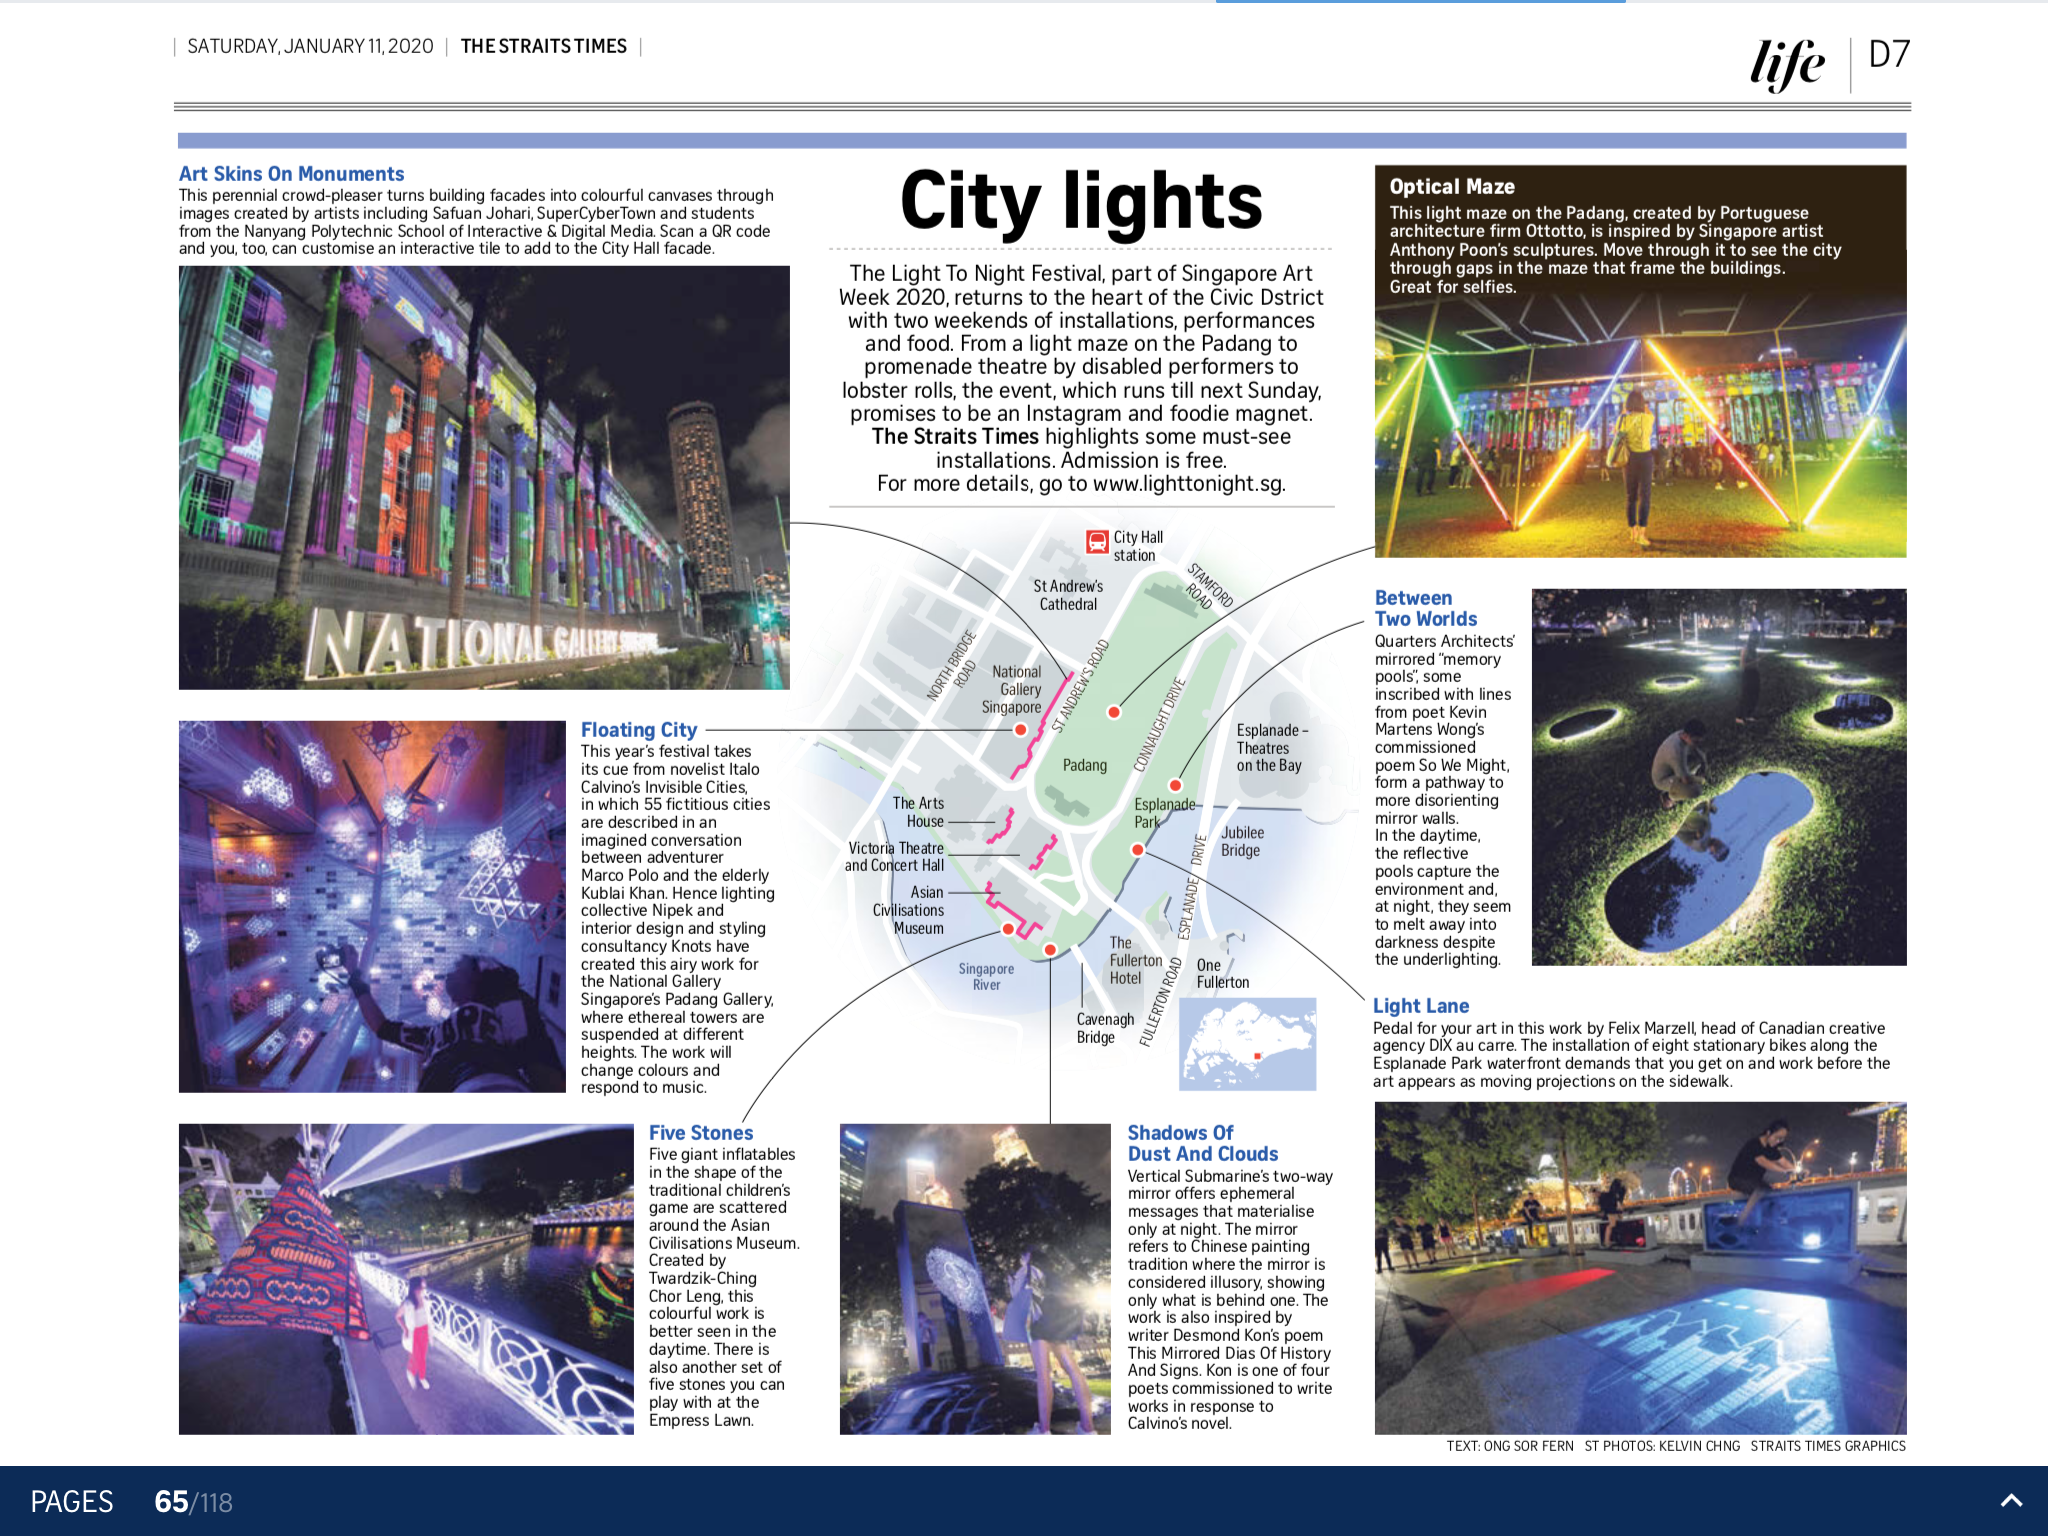 SATURDAY, JANUARY 11, 2020 | THE STRAITS TIMES |
life | D7
Art Skins On Monuments
This perennial crowd-pleaser turns building facades into colourful canvases through
images created by artists including Safuan Johari, SuperCyberTown and students
from the Nanyang Polytechnic School of Interactive & Digital Media. Scan a QR code
and you, too, can customise an interactive tile to add to the City Hall facade.
NATIONAL GALLERY
City lights
The Light To Night Festival, part of Singapore Art
Week 2020, returns to the heart of the Civic Dstrict
with two weekends of installations, performances
and food. From a light maze on the Padang to
promenade theatre by disabled performers to
lobster rolls, the event, which runs till next Sunday,
promises to be an Instagram and foodie magnet.
The Straits Times highlights some must-see
installations. Admission is free.
For more details, go to www.lighttonight.sg.
Optical Maze
This light maze on the Padang, created by Portuguese
architecture firm Ottotto, is inspired by Singapore artist
Anthony Poon's sculptures. Move through it to see the city
through gaps in the maze that frame the buildings.
Great for selfies.
City Hall
station
St Andrew's
Cathedral
STAMFORD
ROAD
NORTH BRIDGE
ROAD
National
Gallery
Singapore
ST ANDREW'S ROAD
CONNAUGHT DRIVE
Padang
Esplanade –
Theatres
on the Bay
Esplanade
Park
The Arts
House
Victoria Theatre
and Concert Hall
Asian
Civilisations
Museum
Jubilee
Bridge
ESPLANADE DRIVE
Singapore
River
The
Fullerton
Hotel
FULLERTON ROAD
One
Fullerton
Cavenagh
Bridge
Floating City
This year's festival takes
its cue from novelist Italo
Calvino's Invisible Cities,
in which 55 fictitious cities
are described in an
imagined conversation
between adventurer
Marco Polo and the elderly
Kublai Khan. Hence lighting
collective Nipek and
interior design and styling
consultancy Knots have
created this airy work for
the National Gallery
Singapore's Padang Gallery,
where ethereal towers are
suspended at different
heights. The work will
change colours and
respond to music.
Between
Two Worlds
Quarters Architects'
mirrored "memory
pools", some
inscribed with lines
from poet Kevin
Martens Wong's
commissioned
poem So We Might,
form a pathway to
more disorienting
mirror walls.
In the daytime,
the reflective
pools capture the
environment and,
at night, they seem
to melt away into
darkness despite
the underlighting.
Light Lane
Pedal for your art in this work by Felix Marzell, head of Canadian creative
agency DIX au carre. The installation of eight stationary bikes along the
Esplanade Park waterfront demands that you get on and work before the
art appears as moving projections on the sidewalk.
Five Stones
Five giant inflatables
in the shape of the
traditional children's
game are scattered
around the Asian
Civilisations Museum.
Created by
Twardzik-Ching
Chor Leng, this
colourful work is
better seen in the
daytime. There is
also another set of
five stones you can
play with at the
Empress Lawn.
Shadows Of
Dust And Clouds
Vertical Submarine's two-way
mirror offers ephemeral
messages that materialise
only at night. The mirror
refers to Chinese painting
tradition where the mirror is
considered illusory, showing
only what is behind one. The
work is also inspired by
writer Desmond Kon's poem
This Mirrored Dias Of History
And Signs. Kon is one of four
poets commissioned to write
works in response to
Calvino's novel.
TEXT: ONG SOR FERN ST PHOTOS: KELVIN CHNG STRAITS TIMES GRAPHICS
PAGES 65/118